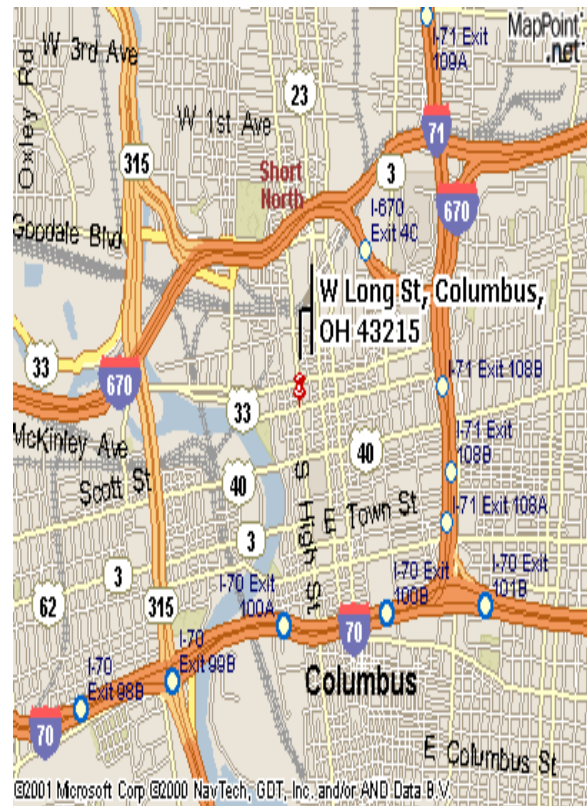 I-71 Exit
109A
MapPoint
.net
W 3rd Ave
Oxley Rd
23
W 1st Ave
71
315
Short
North
3
670
I-670
Exit 4C
Goodale Blvd
W Long St, Columbus,
OH 43215
33
670
I-71 Exit 108B
33
McKinley Ave
40
I-71 Exit
108B
Scott St
40
S High St
E Town St
I-71 Exit 108A
3
3
62
315
I-70 Exit
100A
I-70 Exit
100B
I-70 Exit
101B
70
I-70
Exit 99B
I-70
Exit 98B
Columbus
70
E Columbus St
©2001 Microsoft Corp ©2000 NavTech, GDT, Inc. and/or AND Data B.V.